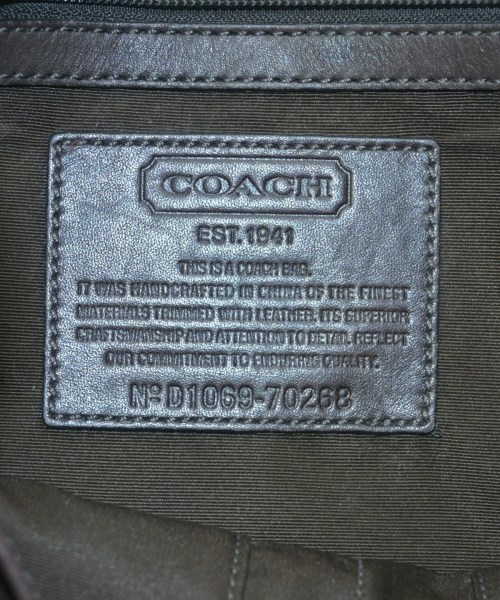 COACH
EST. 1941
THIS IS A COACH BAG.
IT WAS HANDCRAFTED IN CHINA OF THE FINEST
MATERIALS TRIMMED WITH LEATHER. ITS SUPERIOR
CRAFTSMANSHIP AND ATTENTION TO DETAIL REFLECT
OUR COMMITMENT TO ENDURING QUALITY.
Nº D1069-70268